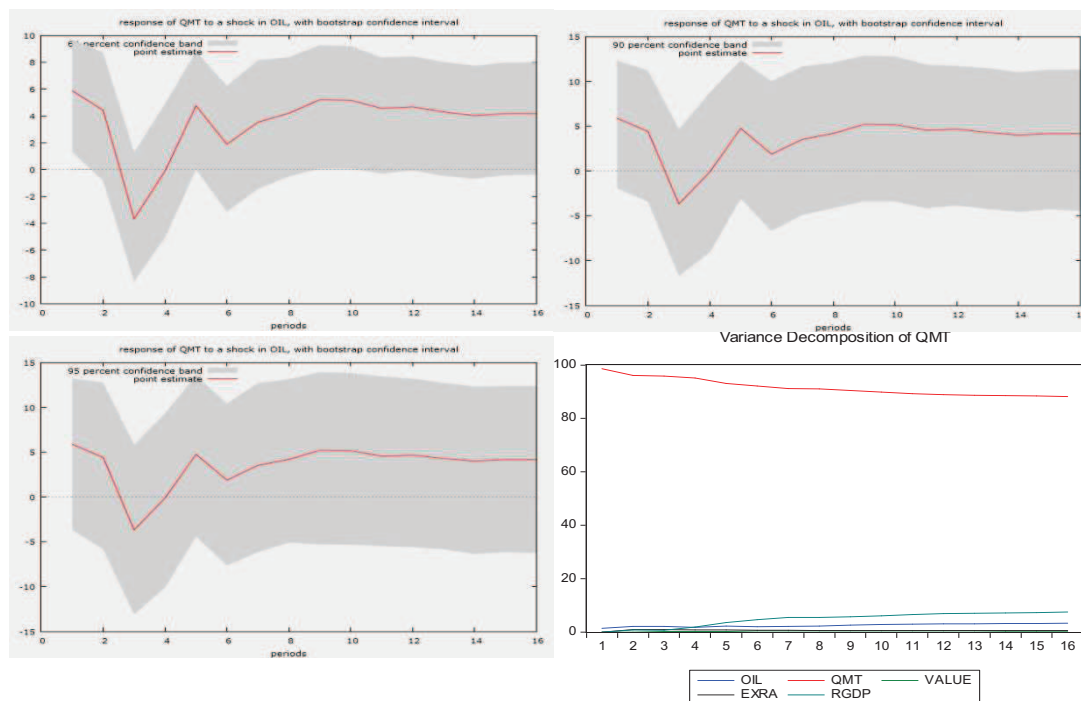 response of QMT to a shock in OIL, with bootstrap confidence interval
percent confidence band
point estimate
10
8
6
4
2
0
-2
-4
-6
-8
-10
0 2 4 6 8 10 12 14 16
periods
response of QMT to a shock in OIL, with bootstrap confidence interval
90 percent confidence band
point estimate
15
10
5
0
-5
-10
-15
0 2 4 6 8 10 12 14
periods
response of QMT to a shock in OIL, with bootstrap confidence interval
95 percent confidence band
point estimate
15
10
5
0
-5
-10
-15
0 2 4 6 8 10 12 14 16
periods
Variance Decomposition of QMT
100
80
60
40
20
0
1 2 3 4 5 6 7 8 9 10 11 12 13 14 15 16
OIL QMT VALUE
EXRA RGDP